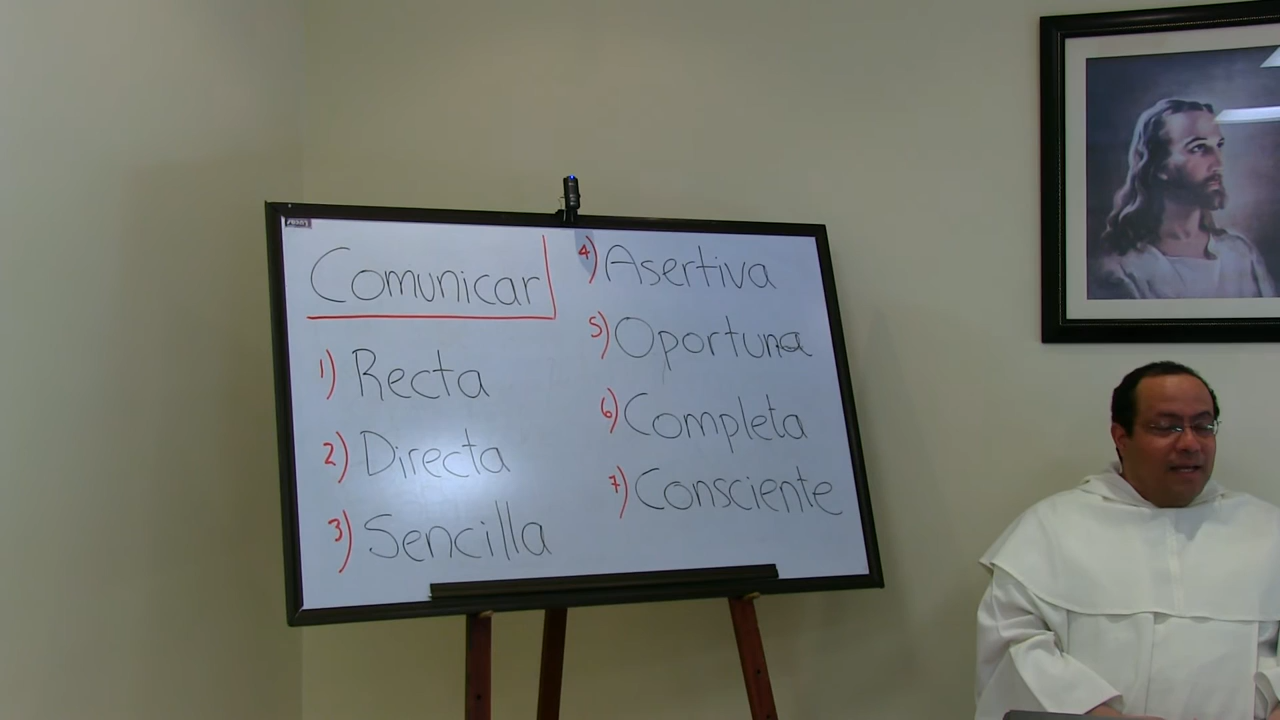 Comunicar
1) Recta
2) Directa
3) Sencilla
4) Asertiva
5) Oportuna
6) Completa
7) Consciente